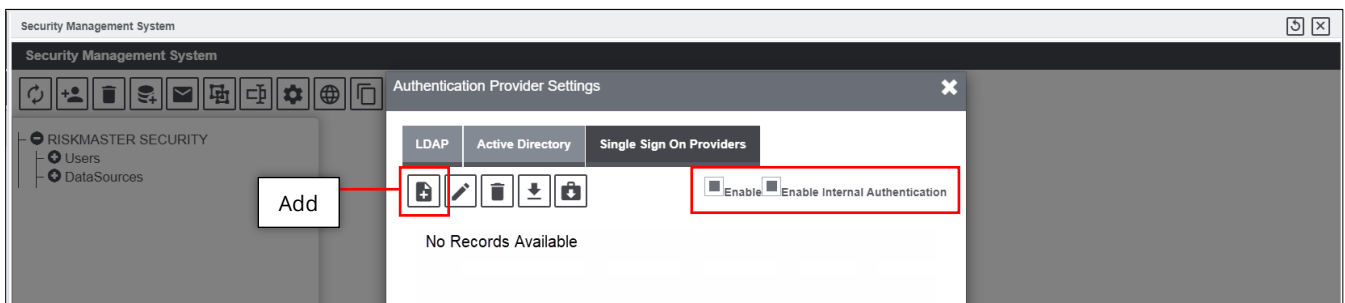 Security Management System
Security Management System
Authentication Provider Settings
RISKMASTER SECURITY
Users
DataSources
LDAP Active Directory Single Sign On Providers
Add
Enable Enable Internal Authentication
No Records Available